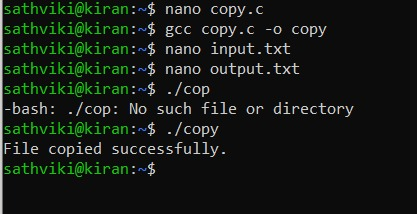 sathviki@kiran:~$ nano copy.c
sathviki@kiran:~$ gcc copy.c -o copy
sathviki@kiran:~$ nano input.txt
sathviki@kiran:~$ nano output.txt
sathviki@kiran:~$ ./cop
-bash: ./cop: No such file or directory
sathviki@kiran:~$ ./copy
File copied successfully.
sathviki@kiran:~$